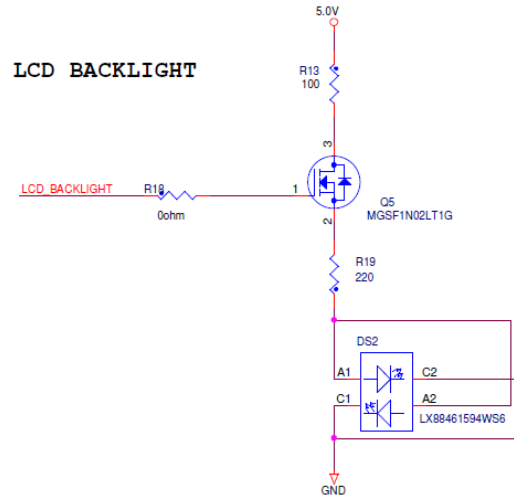 5.0V
LCD BACKLIGHT
R13
100
3
LCD_BACKLIGHT
R18
1
0ohm
Q5
MGSF1N02LT1G
2
R19
220
DS2
A1
C2
C1
A2
LX88461594WS6
GND